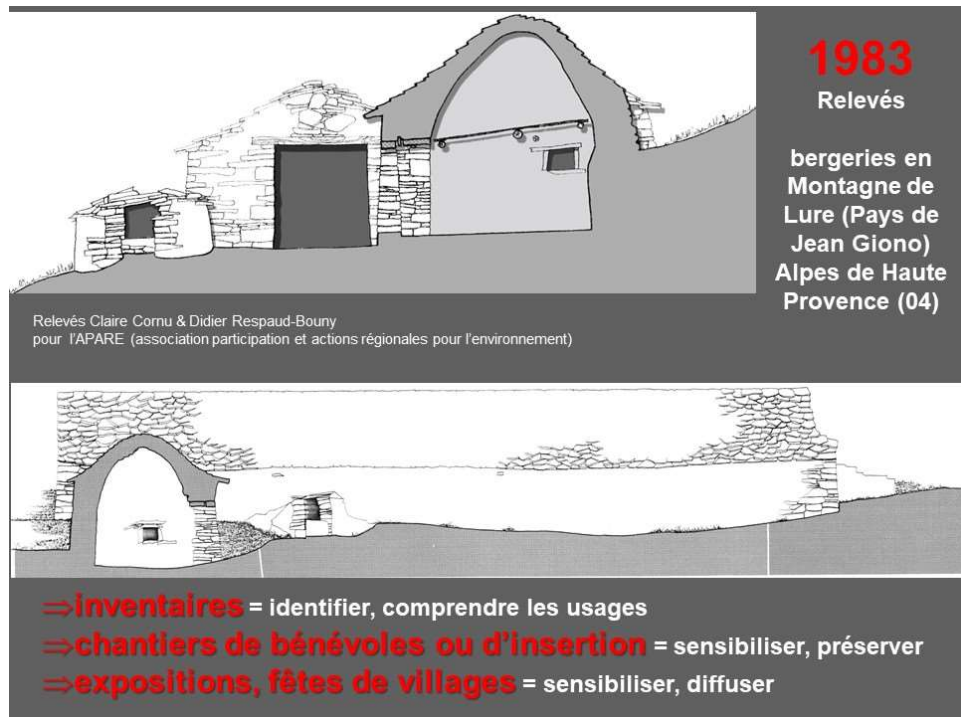 1983
Relevés
bergeries en
Montagne de
Lure (Pays de
Jean Giono)
Alpes de Haute
Provence (04)
Relevés Claire Cornu & Didier Respaud-Bouny
pour l'APARE (association participation et actions régionales pour l'environnement)
⇒inventaires = identifier, comprendre les usages
⇒chantiers de bénévoles ou d'insertion = sensibiliser, préserver
⇒expositions, fêtes de villages = sensibiliser, diffuser